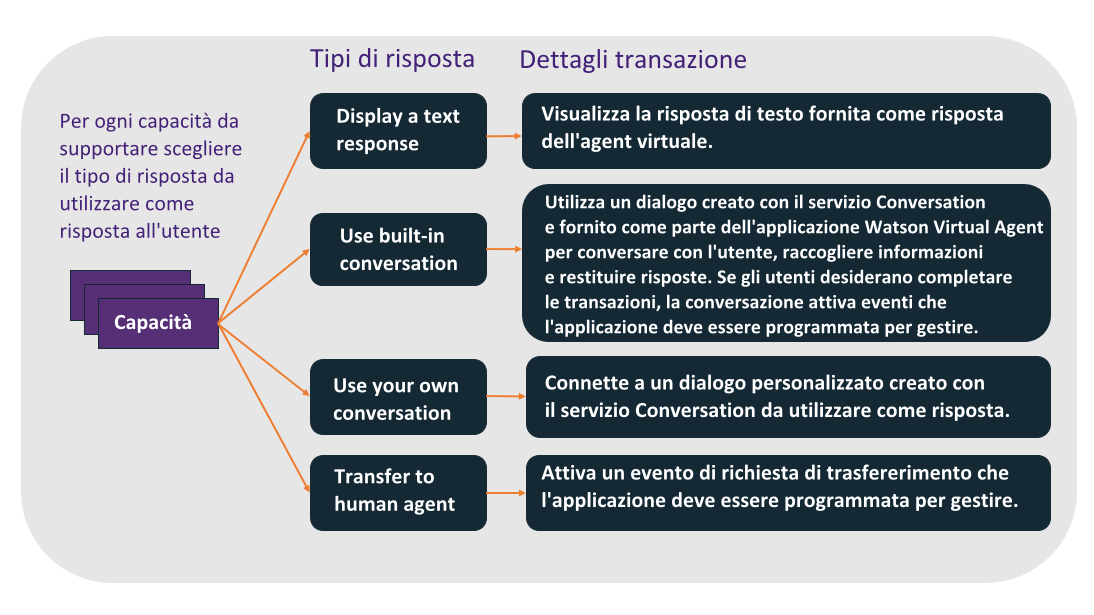 Tipi di risposta
Dettagli transazione
Per ogni capacità da
supportare scegliere
il tipo di risposta da
utilizzare come
risposta all'utente
Capacità
Display a text
response
Visualizza la risposta di testo fornita come risposta
dell'agent virtuale.
Use built-in
conversation
Utilizza un dialogo creato con il servizio Conversation
e fornito come parte dell'applicazione Watson Virtual Agent
per conversare con l'utente, raccogliere informazioni
e restituire risposte. Se gli utenti desiderano completare
le transazioni, la conversazione attiva eventi che
l'applicazione deve essere programmata per gestire.
Use your own
conversation
Connette a un dialogo personalizzato creato con
il servizio Conversation da utilizzare come risposta.
Transfer to
human agent
Attiva un evento di richiesta di trasfererimento che
l'applicazione deve essere programmata per gestire.